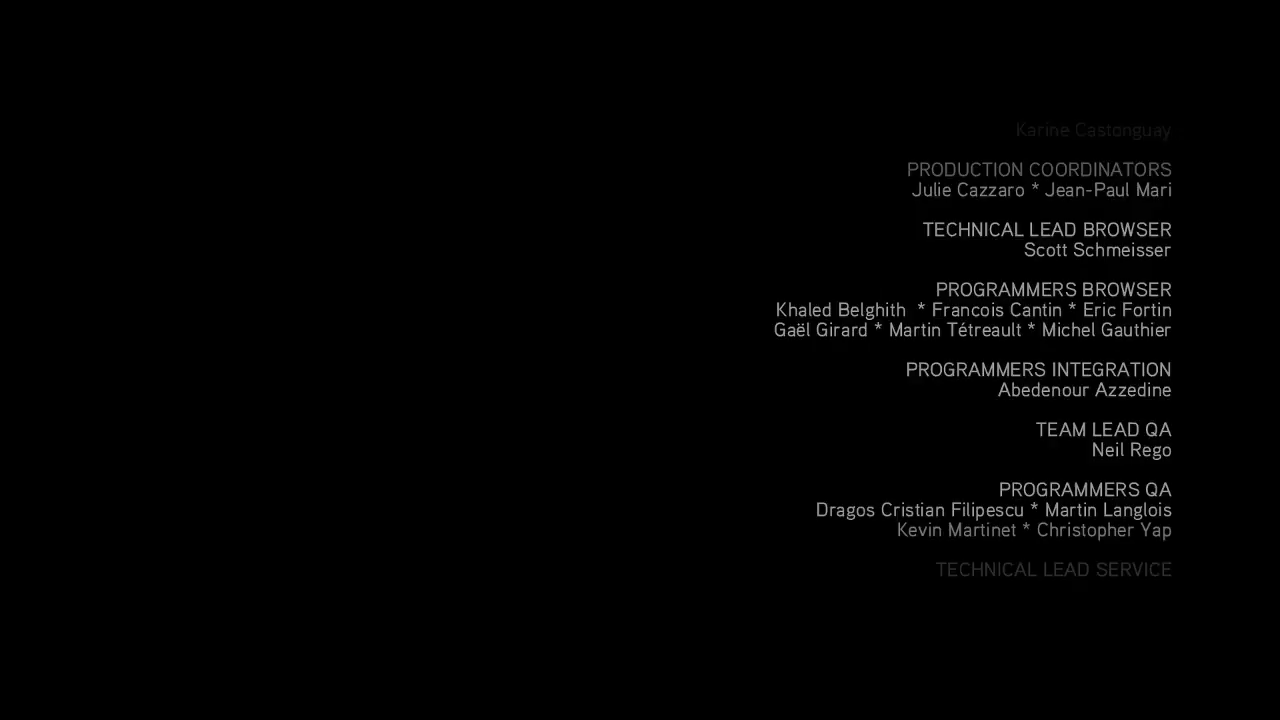 Karine Castonguay
PRODUCTION COORDINATORS
Julie Cazzaro * Jean-Paul Mari
TECHNICAL LEAD BROWSER
Scott Schmeisser
PROGRAMMERS BROWSER
Khaled Belghith * Francois Cantin * Eric Fortin
Gaël Girard * Martin Tétreault * Michel Gauthier
PROGRAMMERS INTEGRATION
Abedenour Azzedine
TEAM LEAD QA
Neil Rego
PROGRAMMERS QA
Dragos Cristian Filipescu * Martin Langlois
Kevin Martinet * Christopher Yap
TECHNICAL LEAD SERVICE